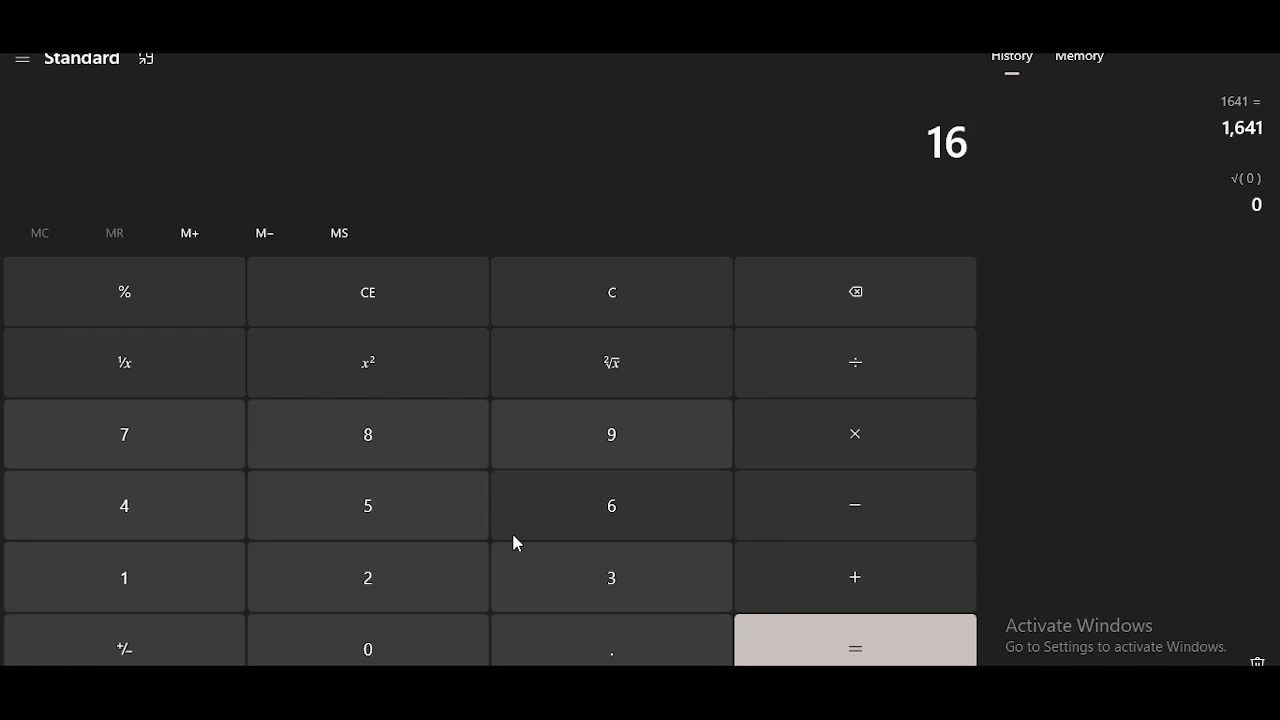 Standard
History Memory
1641 =
1,641
16
√( 0 )
0
MC MR M+ M− MS
% CE C
¹⁄x x² ²√x ÷
7 8 9 ×
4 5 6 −
1 2 3 +
+/− 0 . =
Activate Windows
Go to Settings to activate Windows.